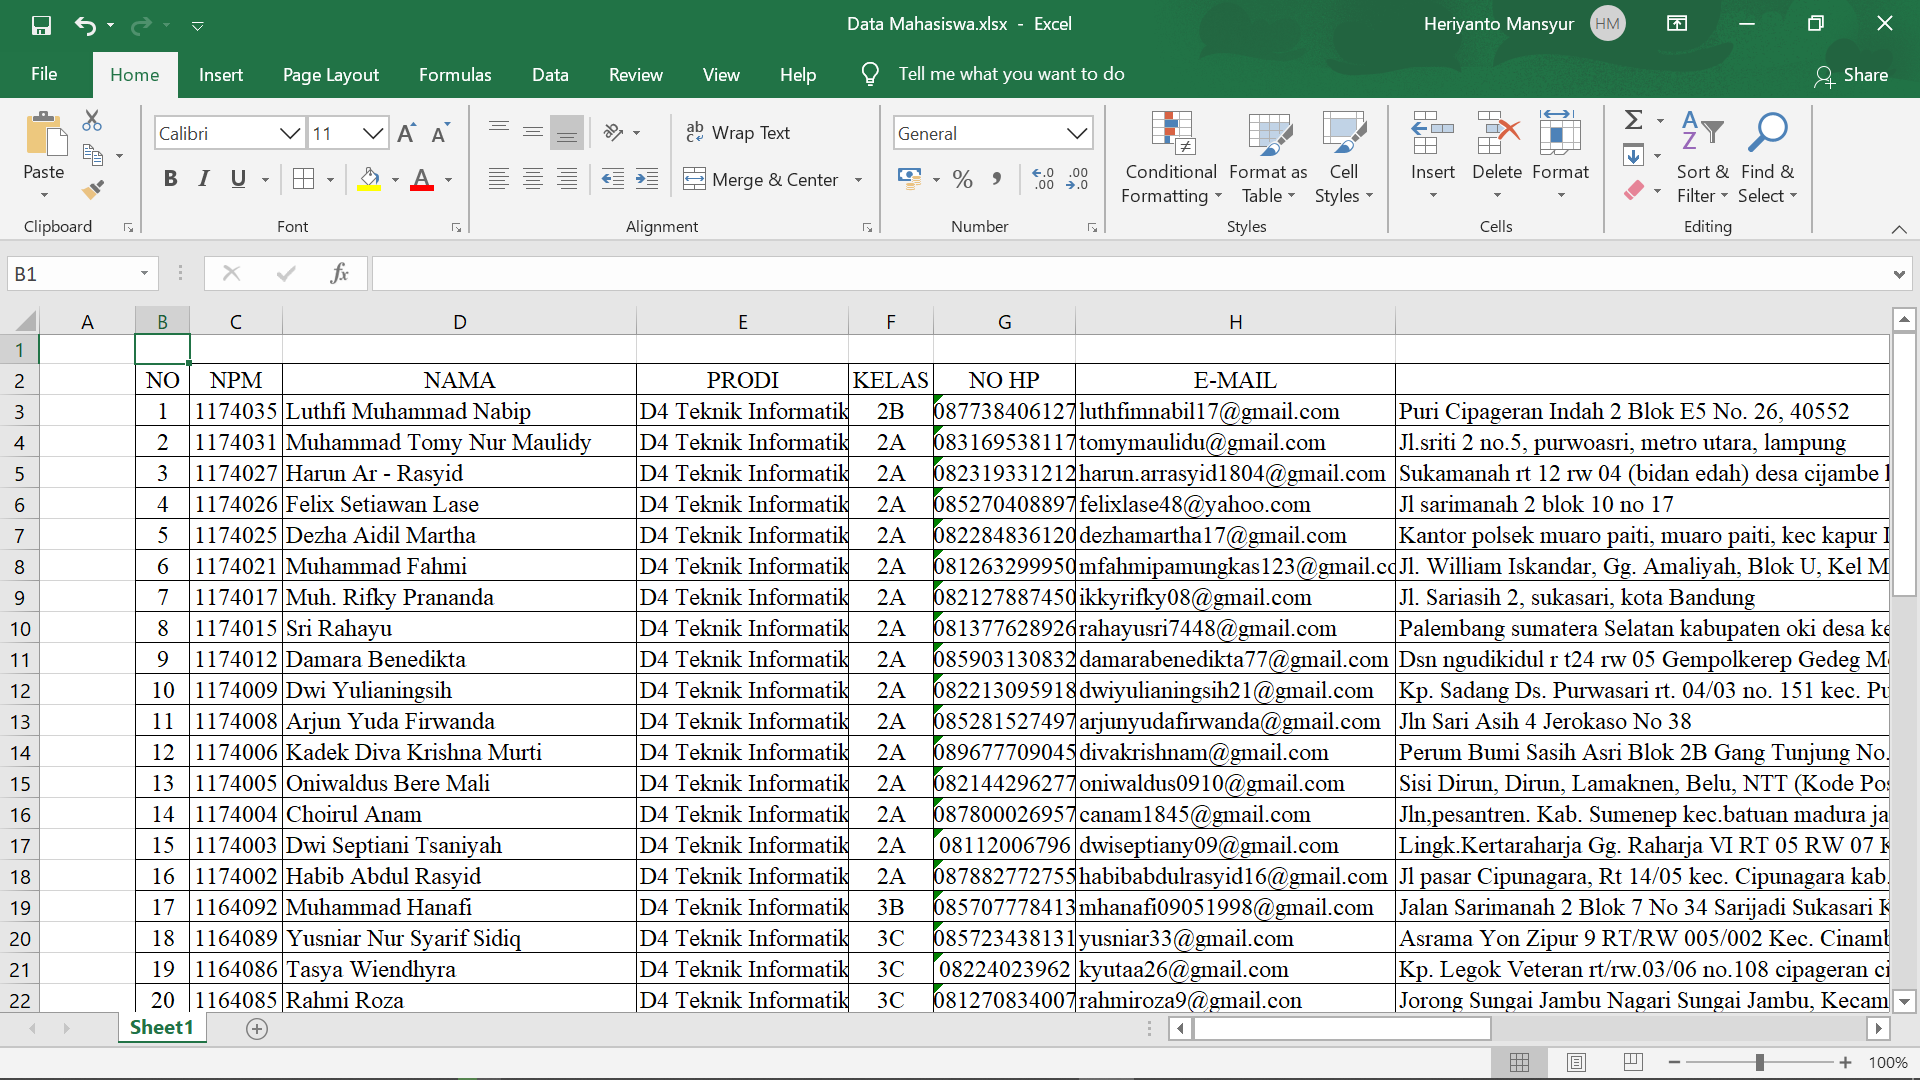 Data Mahasiswa.xlsx - Excel
Heriyanto Mansyur HM
File Home Insert Page Layout Formulas Data Review View Help Tell me what you want to do Share
Paste
Clipboard
Calibri 11
B I U
Font
Wrap Text
Merge & Center
Alignment
General
Number
Conditional Formatting
Format as Table
Cell Styles
Styles
Insert Delete Format
Cells
Sort & Filter
Find & Select
Editing
B1 fx
A B C D E F G H
1
2 NO NPM NAMA PRODI KELAS NO HP E-MAIL
3 1 1174035 Luthfi Muhammad Nabip D4 Teknik Informatik 2B 087738406127 luthfimnabil17@gmail.com Puri Cipageran Indah 2 Blok E5 No. 26, 40552
4 2 1174031 Muhammad Tomy Nur Maulidy D4 Teknik Informatik 2A 083169538117 tomymaulidu@gmail.com Jl.sriti 2 no.5, purwoasri, metro utara, lampung
5 3 1174027 Harun Ar - Rasyid D4 Teknik Informatik 2A 082319331212 harun.arrasyid1804@gmail.com Sukamanah rt 12 rw 04 (bidan edah) desa cijambe
6 4 1174026 Felix Setiawan Lase D4 Teknik Informatik 2A 085270408897 felixlase48@yahoo.com Jl sarimanah 2 blok 10 no 17
7 5 1174025 Dezha Aidil Martha D4 Teknik Informatik 2A 082284836120 dezhamartha17@gmail.com Kantor polsek muaro paiti, muaro paiti, kec kapur
8 6 1174021 Muhammad Fahmi D4 Teknik Informatik 2A 081263299950 mfahmipamungkas123@gmail.co Jl. William Iskandar, Gg. Amaliyah, Blok U, Kel M
9 7 1174017 Muh. Rifky Prananda D4 Teknik Informatik 2A 082127887450 ikkyrifky08@gmail.com Jl. Sariasih 2, sukasari, kota Bandung
10 8 1174015 Sri Rahayu D4 Teknik Informatik 2A 081377628926 rahayusri7448@gmail.com Palembang sumatera Selatan kabupaten oki desa ke
11 9 1174012 Damara Benedikta D4 Teknik Informatik 2A 085903130832 damarabenedikta77@gmail.com Dsn ngudikidul r t24 rw 05 Gempolkerep Gedeg M
12 10 1174009 Dwi Yulianingsih D4 Teknik Informatik 2A 082213095918 dwiyulianingsih21@gmail.com Kp. Sadang Ds. Purwasari rt. 04/03 no. 151 kec. Pu
13 11 1174008 Arjun Yuda Firwanda D4 Teknik Informatik 2A 085281527497 arjunyudafirwanda@gmail.com Jln Sari Asih 4 Jerokaso No 38
14 12 1174006 Kadek Diva Krishna Murti D4 Teknik Informatik 2A 089677709045 divakrishnam@gmail.com Perum Bumi Sasih Asri Blok 2B Gang Tunjung No.
15 13 1174005 Oniwaldus Bere Mali D4 Teknik Informatik 2A 082144296277 oniwaldus0910@gmail.com Sisi Dirun, Dirun, Lamaknen, Belu, NTT (Kode Pos
16 14 1174004 Choirul Anam D4 Teknik Informatik 2A 087800026957 canam1845@gmail.com Jln,pesantren. Kab. Sumenep kec.batuan madura ja
17 15 1174003 Dwi Septiani Tsaniyah D4 Teknik Informatik 2A 08112006796 dwiseptiany09@gmail.com Lingk.Kertaraharja Gg. Raharja VI RT 05 RW 07 K
18 16 1174002 Habib Abdul Rasyid D4 Teknik Informatik 2A 087882772755 habibabdulrasyid16@gmail.com Jl pasar Cipunagara, Rt 14/05 kec. Cipunagara kab.
19 17 1164092 Muhammad Hanafi D4 Teknik Informatik 3B 085707778413 mhanafi09051998@gmail.com Jalan Sarimanah 2 Blok 7 No 34 Sarijadi Sukasari K
20 18 1164089 Yusniar Nur Syarif Sidiq D4 Teknik Informatik 3C 085723438131 yusniar33@gmail.com Asrama Yon Zipur 9 RT/RW 005/002 Kec. Cinamb
21 19 1164086 Tasya Wiendhyra D4 Teknik Informatik 3C 08224023962 kyutaa26@gmail.com Kp. Legok Veteran rt/rw.03/06 no.108 cipageran ci
22 20 1164085 Rahmi Roza D4 Teknik Informatik 3C 081270834007 rahmiroza9@gmail.con Jorong Sungai Jambu Nagari Sungai Jambu, Kecam
Sheet1
100%